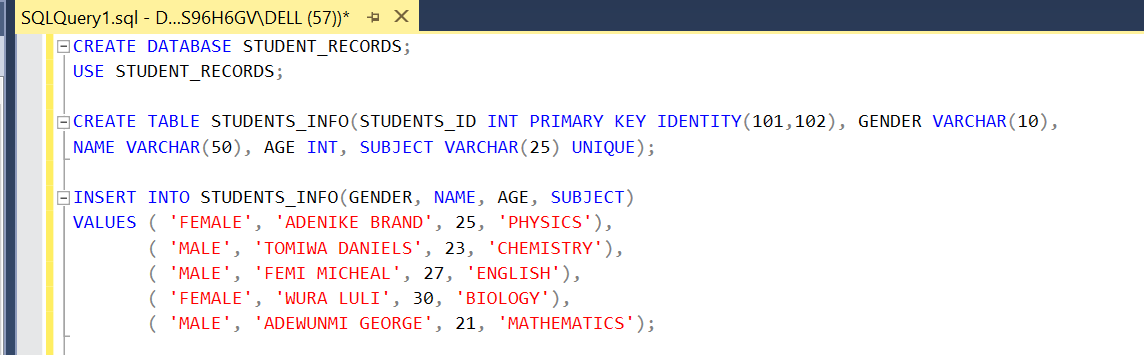 SQLQuery1.sql - D...S96H6GV\DELL (57))*
CREATE DATABASE STUDENT_RECORDS;
USE STUDENT_RECORDS;
CREATE TABLE STUDENTS_INFO(STUDENTS_ID INT PRIMARY KEY IDENTITY(101,102), GENDER VARCHAR(10),
NAME VARCHAR(50), AGE INT, SUBJECT VARCHAR(25) UNIQUE);
INSERT INTO STUDENTS_INFO(GENDER, NAME, AGE, SUBJECT)
VALUES ( 'FEMALE', 'ADENIKE BRAND', 25, 'PHYSICS'),
( 'MALE', 'TOMIWA DANIELS', 23, 'CHEMISTRY'),
( 'MALE', 'FEMI MICHEAL', 27, 'ENGLISH'),
( 'FEMALE', 'WURA LULI', 30, 'BIOLOGY'),
( 'MALE', 'ADEWUNMI GEORGE', 21, 'MATHEMATICS');